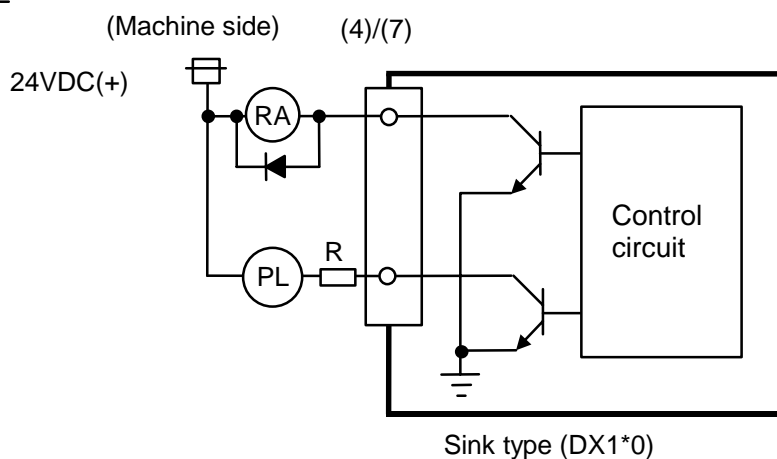 (Machine side) (4)/(7)
24VDC(+)
RA
Control
circuit
R
PL
Sink type (DX1*0)